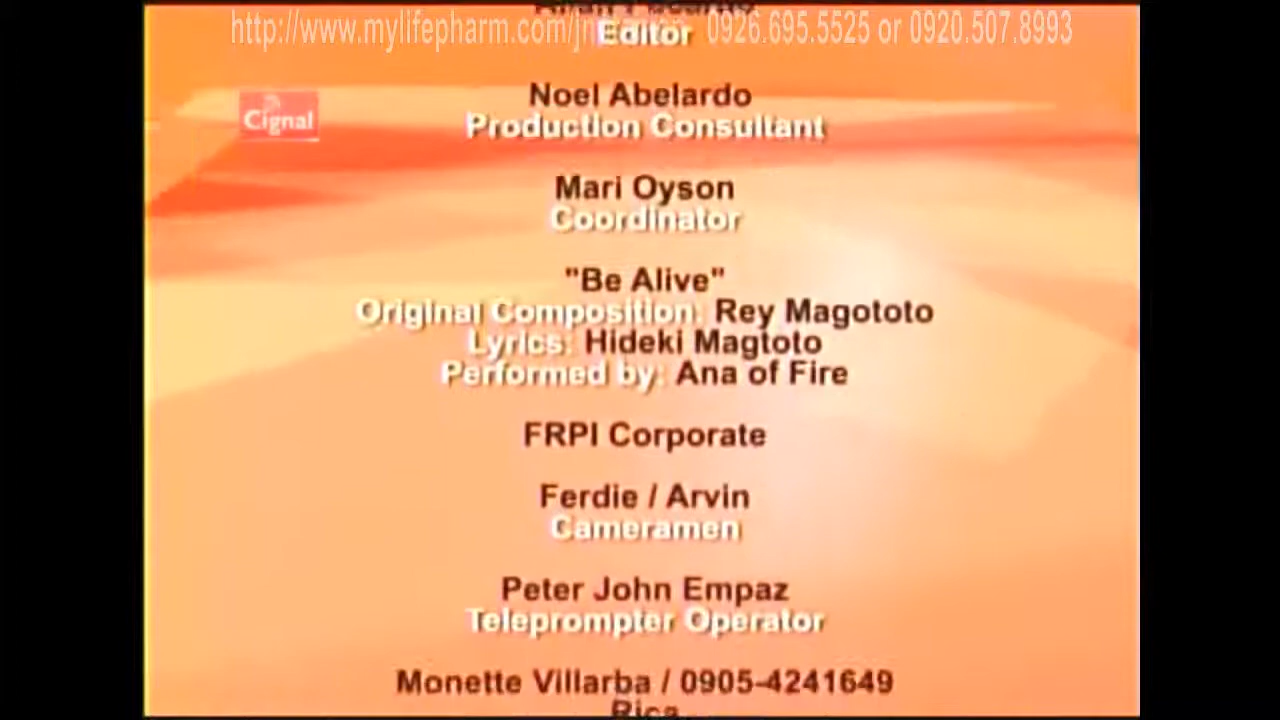 http://www.mylifepharm.com/ 0926.695.5525 or 0920.507.8993
Editor
Noel Abelardo
Cignal
Production Consultant
Mari Oyson
Coordinator
"Be Alive"
Original Composition: Rey Magototo
Lyrics: Hideki Magtoto
Performed by: Ana of Fire
FRPI Corporate
Ferdie / Arvin
Cameramen
Peter John Empaz
Teleprompter Operator
Monette Villarba / 0905-4241649
Rica